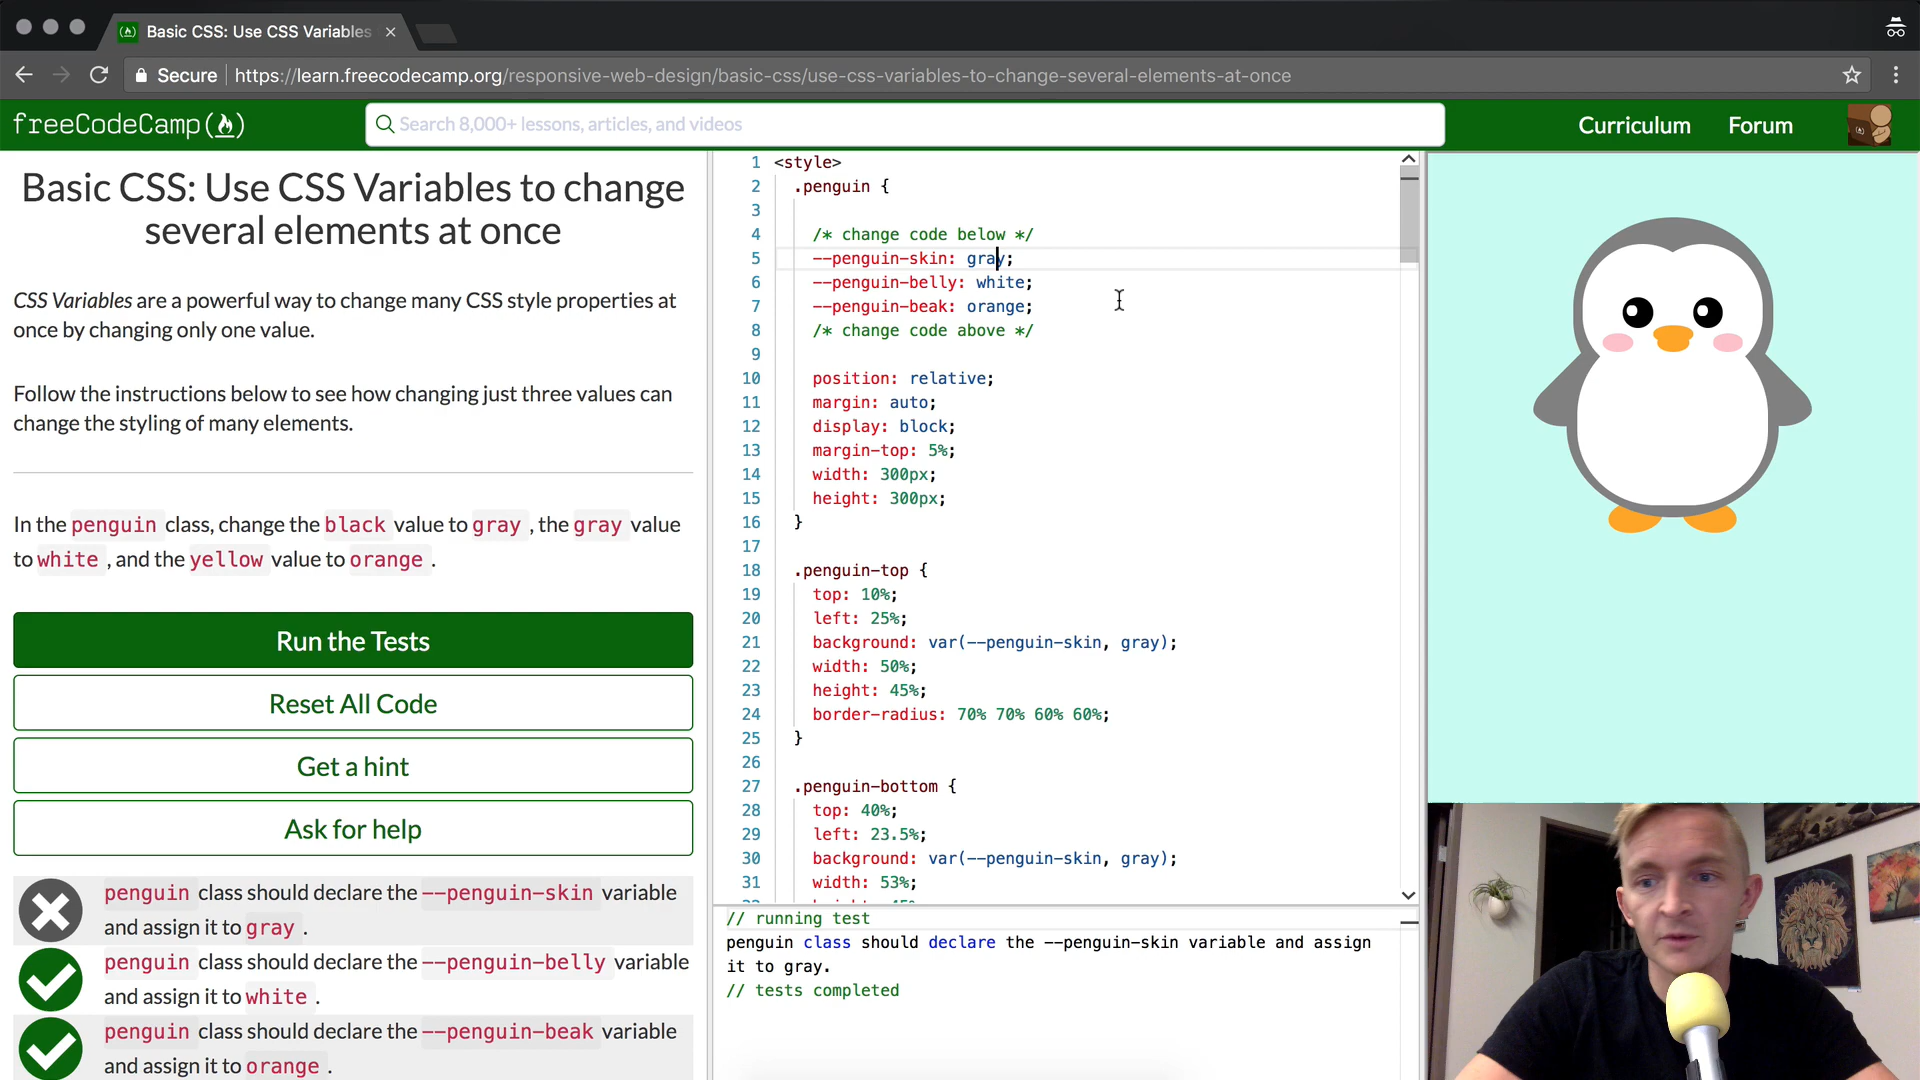 Basic CSS: Use CSS Variables
Secure https://learn.freecodecamp.org/responsive-web-design/basic-css/use-css-variables-to-change-several-elements-at-once
freeCodeCamp
Search 8,000+ lessons, articles, and videos
Curriculum
Forum
Basic CSS: Use CSS Variables to change
several elements at once
CSS Variables are a powerful way to change many CSS style properties at
once by changing only one value.
Follow the instructions below to see how changing just three values can
change the styling of many elements.
In the penguin class, change the black value to gray , the gray value
to white , and the yellow value to orange .
Run the Tests
Reset All Code
Get a hint
Ask for help
penguin class should declare the --penguin-skin variable
and assign it to gray .
penguin class should declare the --penguin-belly variable
and assign it to white .
penguin class should declare the --penguin-beak variable
and assign it to orange .
1 <style>
2 .penguin {
3
4 /* change code below */
5 --penguin-skin: gray;
6 --penguin-belly: white;
7 --penguin-beak: orange;
8 /* change code above */
9
10 position: relative;
11 margin: auto;
12 display: block;
13 margin-top: 5%;
14 width: 300px;
15 height: 300px;
16 }
17
18 .penguin-top {
19 top: 10%;
20 left: 25%;
21 background: var(--penguin-skin, gray);
22 width: 50%;
23 height: 45%;
24 border-radius: 70% 70% 60% 60%;
25 }
26
27 .penguin-bottom {
28 top: 40%;
29 left: 23.5%;
30 background: var(--penguin-skin, gray);
31 width: 53%;
// running test
penguin class should declare the --penguin-skin variable and assign
it to gray.
// tests completed